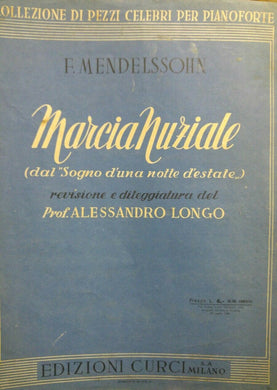 OLLEZIONE DI PEZZI CELEBRI PER PIANOFORTE
F. MENDELSSOHN
Marcia Nuziale
(dal "Sogno d'una notte d'estate„)
revisione e diteggiatura del
Prof. ALESSANDRO LONGO
EDIZIONI CURCI S.A
MILANO